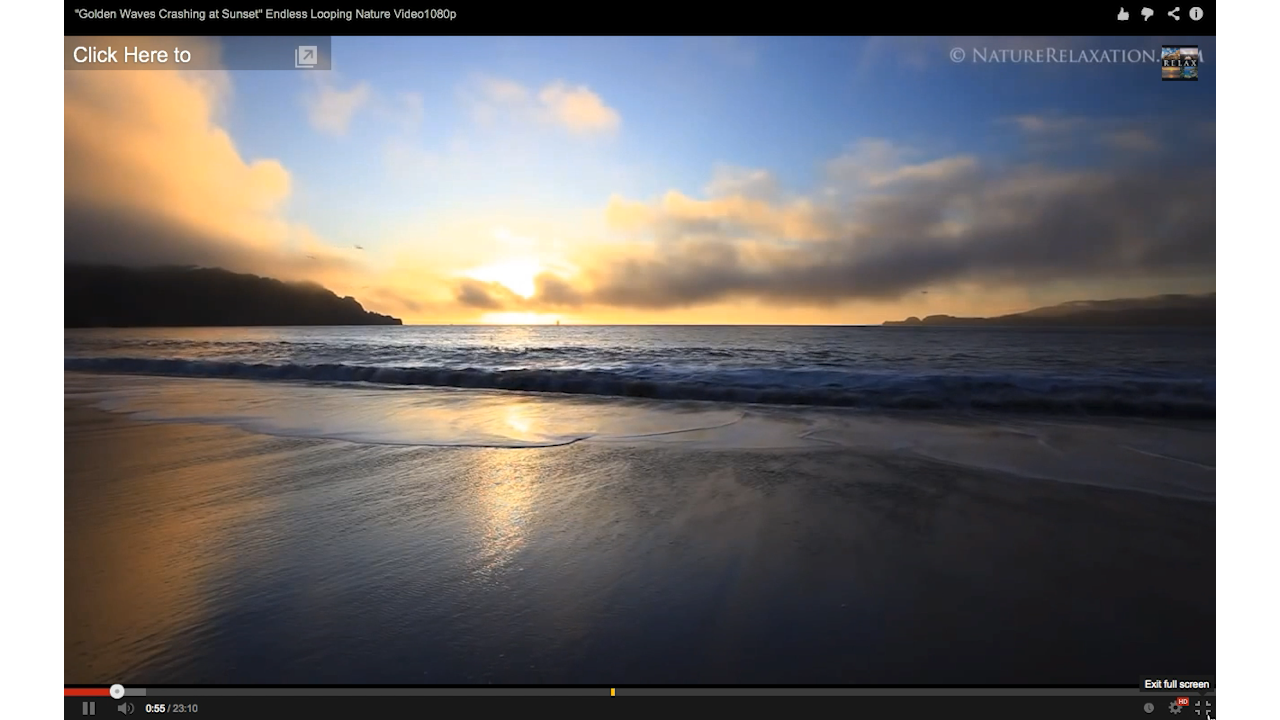 "Golden Waves Crashing at Sunset" Endless Looping Nature Video1080p
Click Here to
© NATURERELAXATION.
RELAX
Exit full screen
HD
0:55 / 23:10